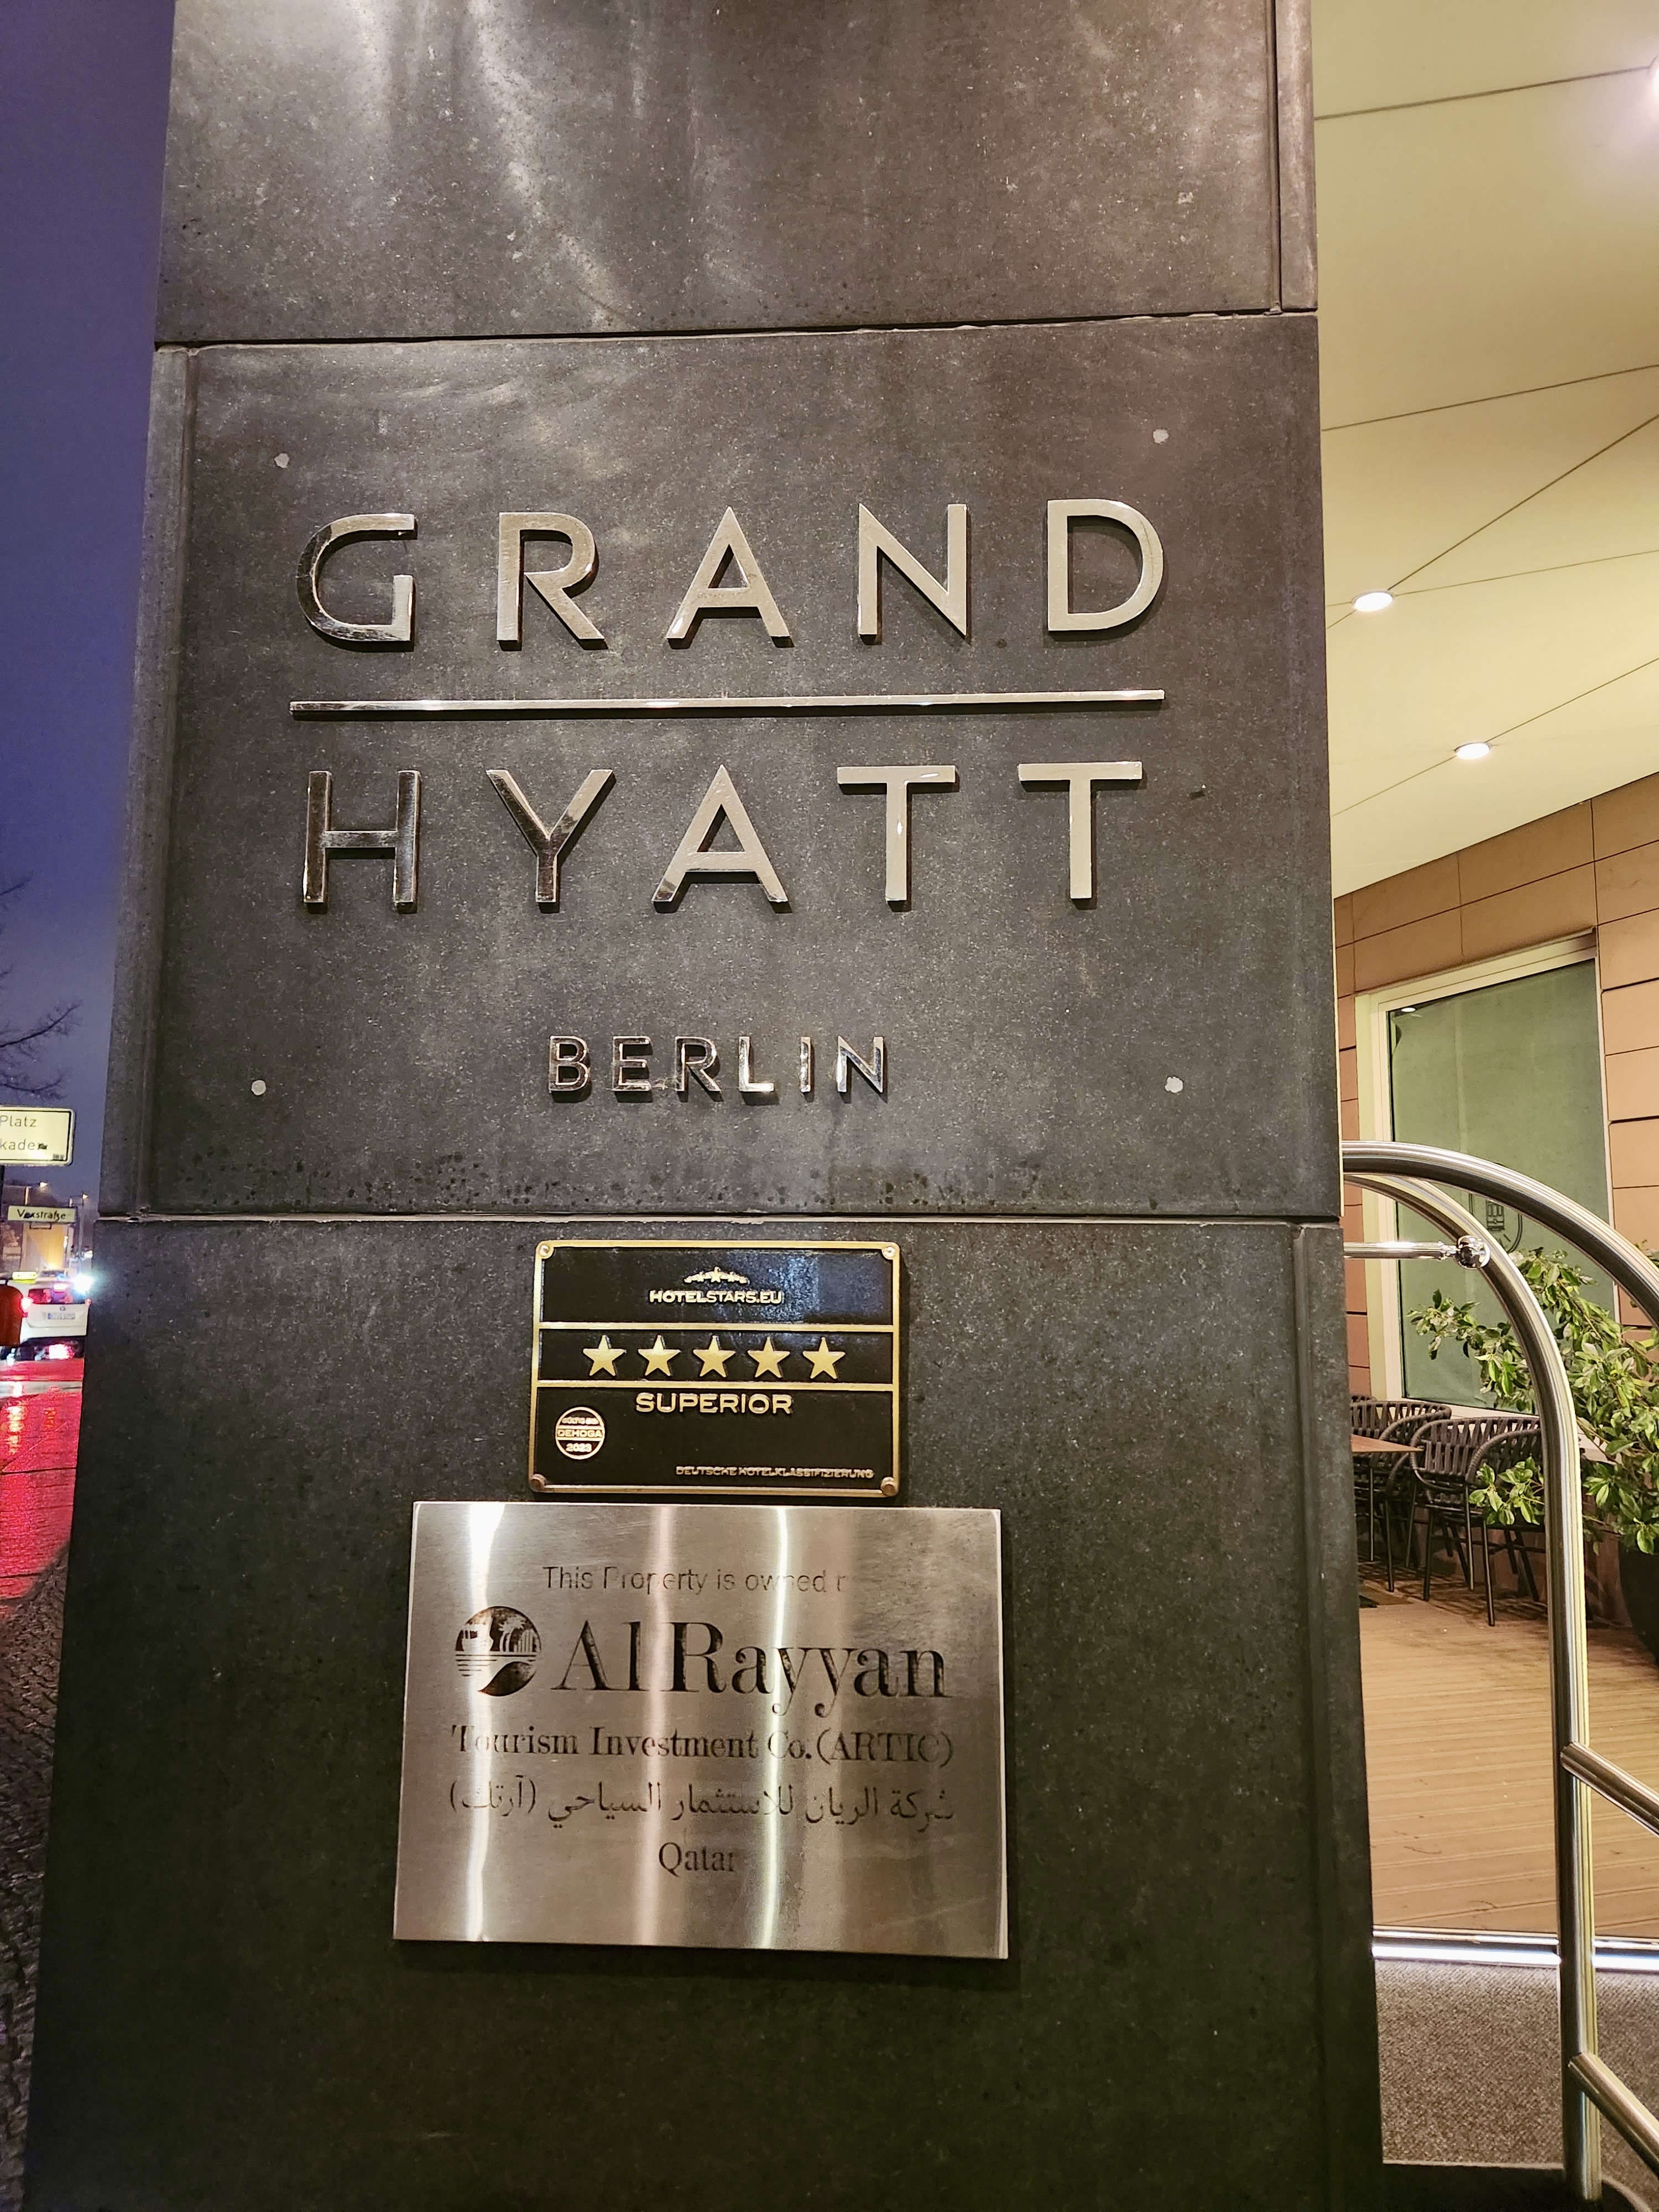 GRAND
HYATT
BERLIN
Platz
HOTELSTARS.EU
SUPERIOR
DEHOGA
DEUTSCHE HOTELKLASSIFIZIERUNG
This Property is owned
Al Rayyan
Tourism Investment Co.(ARTIC)
شركة الريان للاستثمار السياحي (آرتك)
Qatar